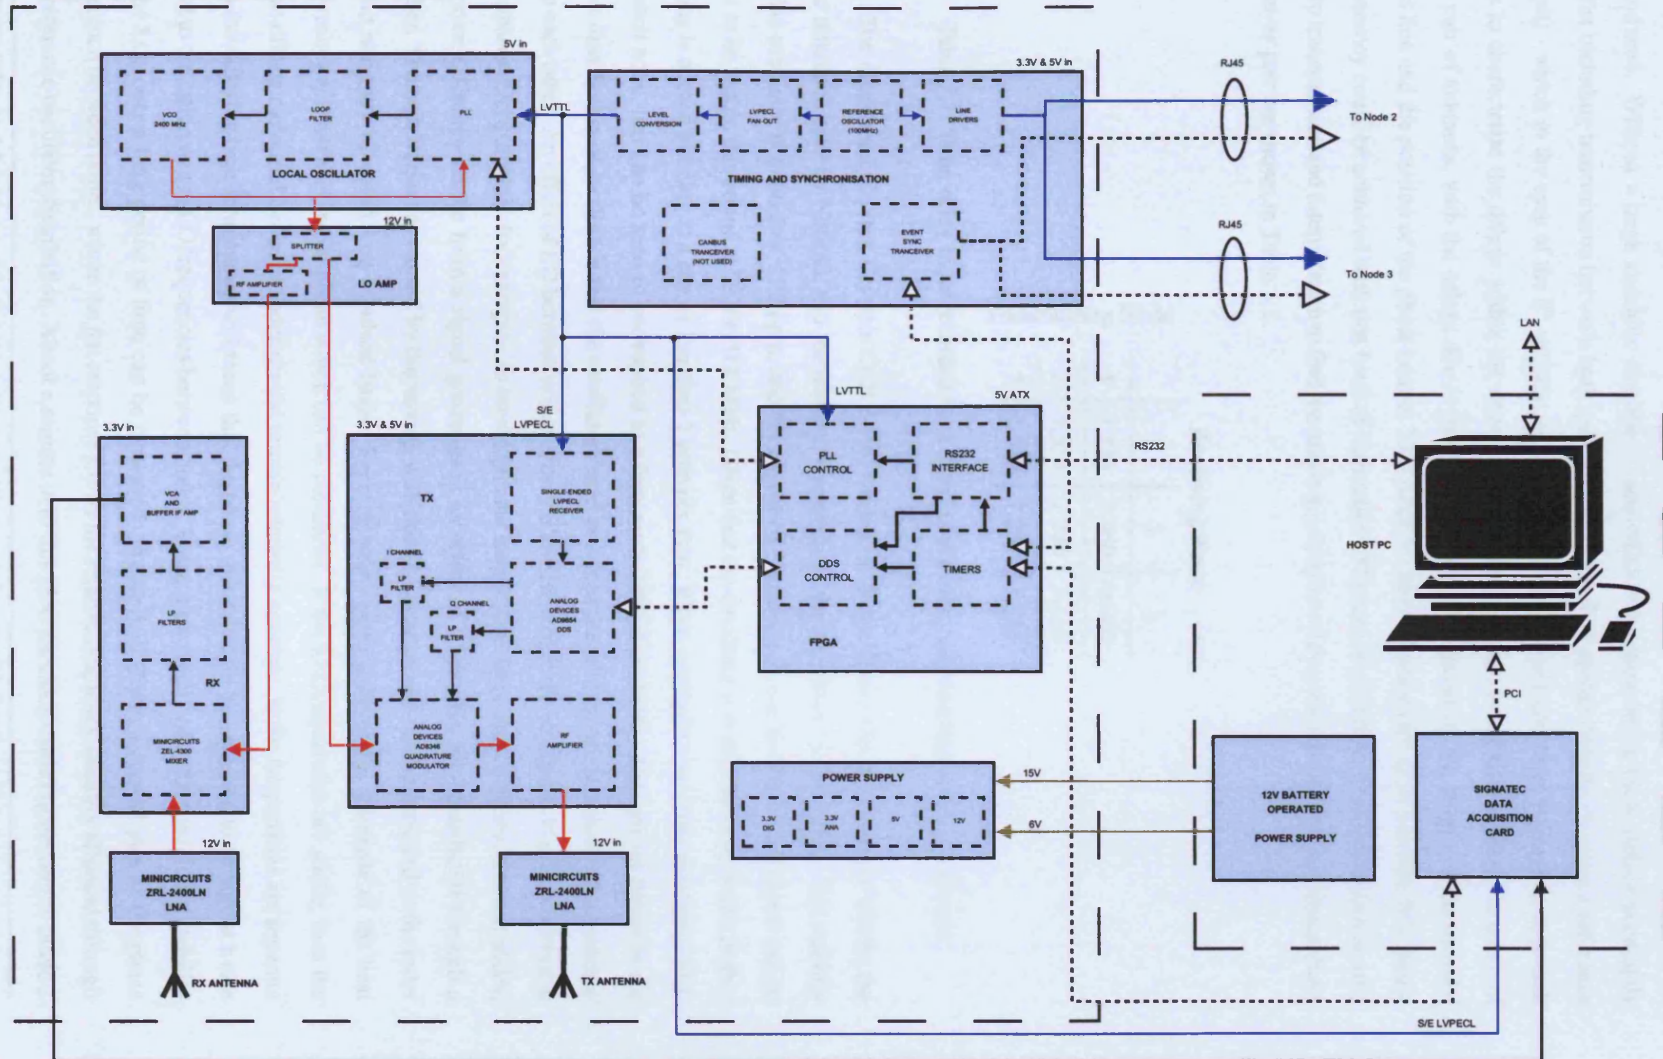 5V in
VCO
2400 MHz
LOOP
FILTER
PLL
LOCAL OSCILLATOR
LVTTL
3.3V & 5V in
LEVEL
CONVERSION
LVPECL
FAN-OUT
REFERENCE
OSCILLATOR
(100MHz)
LINE
DRIVERS
TIMING AND SYNCHRONISATION
CANBUS
TRANCEIVER
(NOT USED)
EVENT
SYNC
TRANCEIVER
RJ45
To Node 2
RJ45
To Node 3
12V in
SPLITTER
RF AMPLIFIER
LO AMP
LAN
3.3V in
VCA
AND
BUFFER IF AMP
LP
FILTERS
RX
MINICIRCUITS
ZEL-4300
MIXER
12V in
MINICIRCUITS
ZRL-2400LN
LNA
RX ANTENNA
3.3V & 5V in
S/E
LVPECL
TX
SINGLE-ENDED
LVPECL
RECEIVER
I CHANNEL
LP
FILTER
Q CHANNEL
LP
FILTER
ANALOG
DEVICES
AD9854
DDS
ANALOG
DEVICES
AD8346
QUADRATURE
MODULATOR
RF
AMPLIFIER
12V in
MINICIRCUITS
ZRL-2400LN
LNA
TX ANTENNA
LVTTL
5V ATX
PLL
CONTROL
RS232
INTERFACE
DDS
CONTROL
TIMERS
FPGA
RS232
HOST PC
PCI
POWER SUPPLY
3.3V
DIG
3.3V
ANA
5V
12V
15V
6V
12V BATTERY
OPERATED
POWER SUPPLY
SIGNATEC
DATA
ACQUISITION
CARD
S/E LVPECL